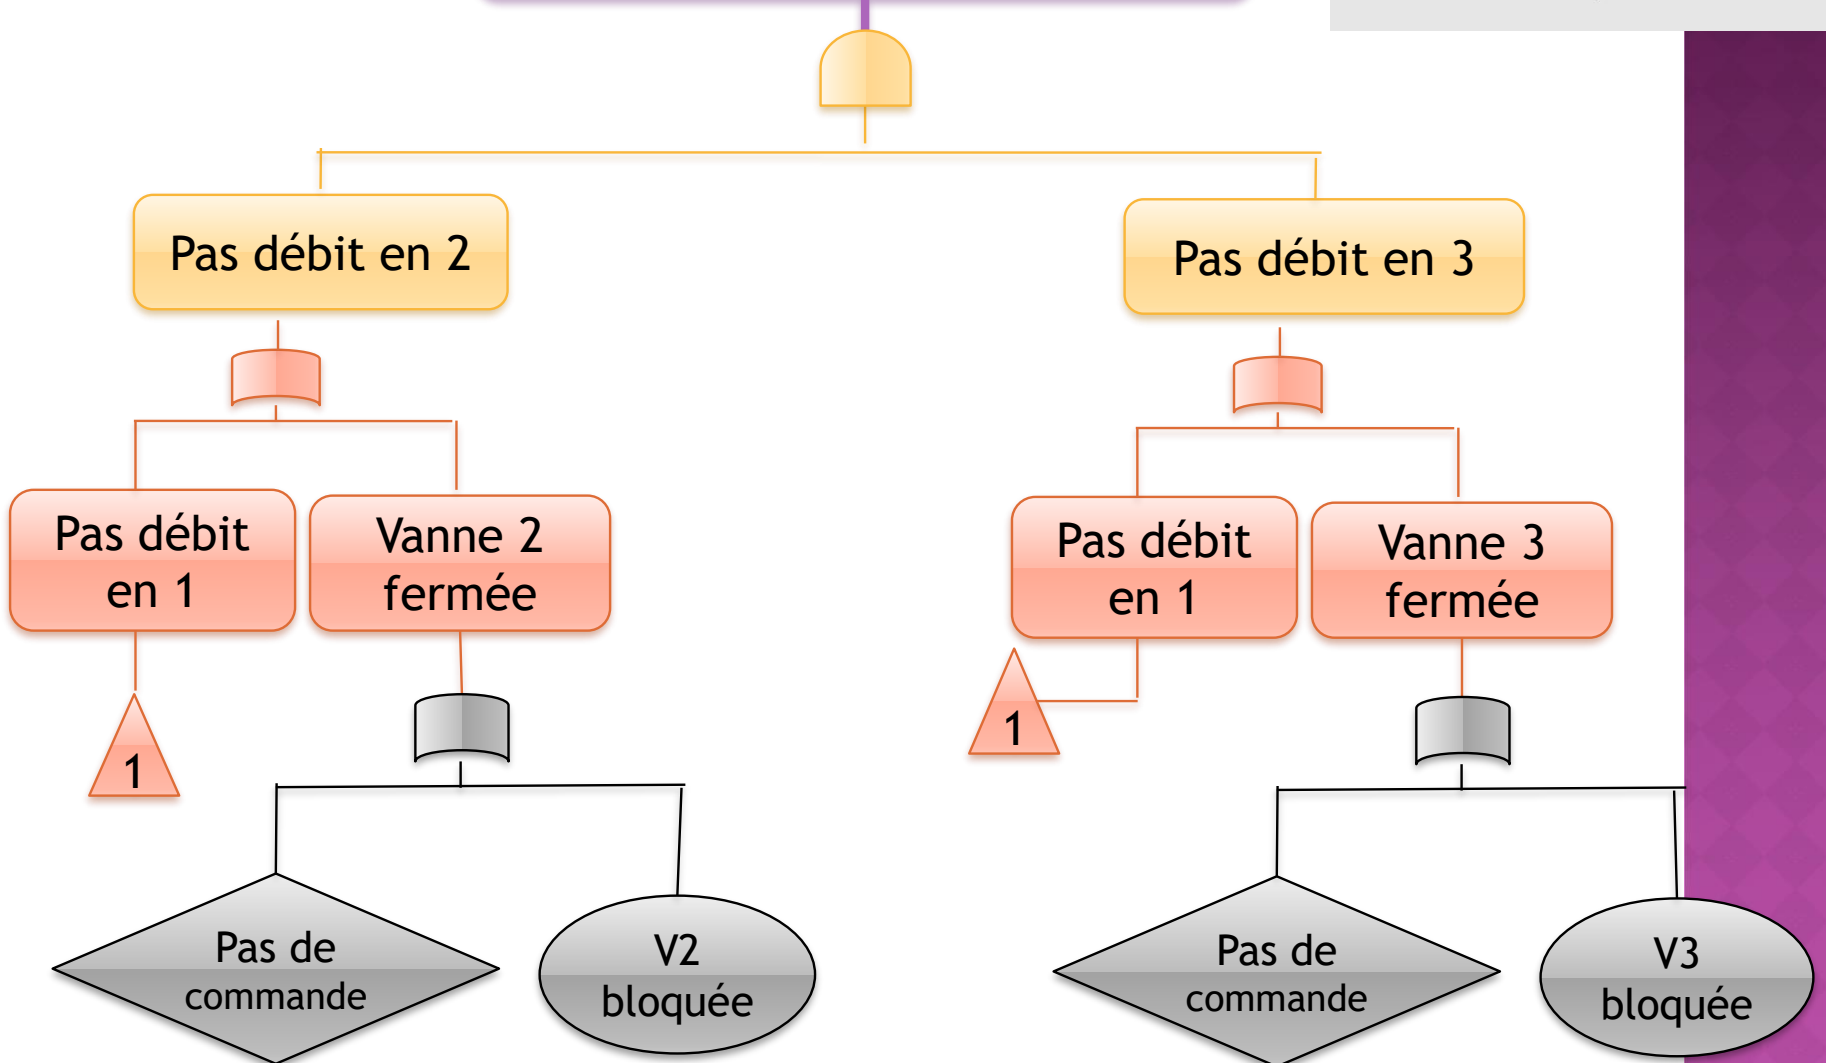 Pas débit en 2
Pas débit en 3
Pas débit
en 1
Vanne 2
fermée
Pas débit
en 1
Vanne 3
fermée
1
1
Pas de
commande
V2
bloquée
Pas de
commande
V3
bloquée